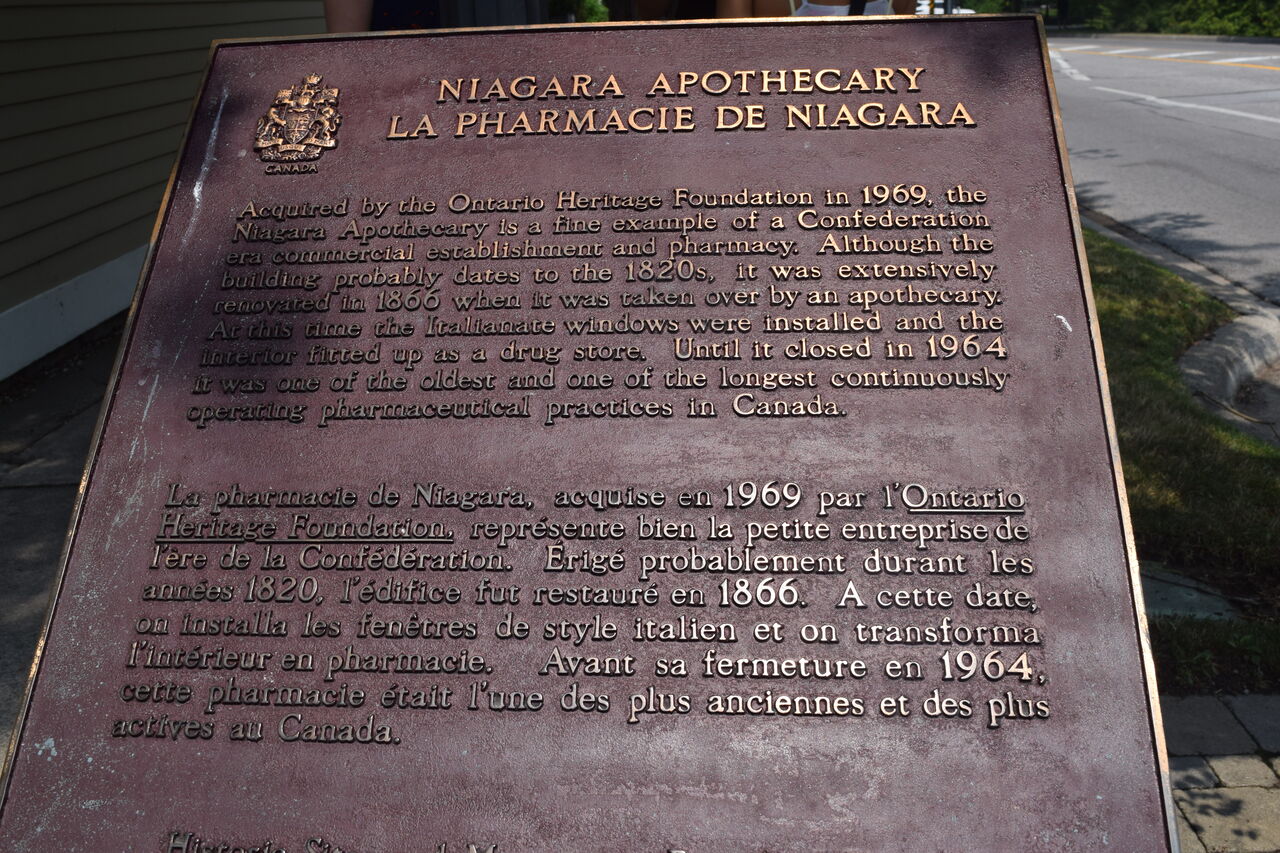 NIAGARA APOTHECARY
LA PHARMACIE DE NIAGARA
CANADA
Acquired by the Ontario Heritage Foundation in 1969, the
Niagara Apothecary is a fine example of a Confederation
era commercial establishment and pharmacy. Although the
building probably dates to the 1820s, it was extensively
renovated in 1866 when it was taken over by an apothecary.
At this time the Italianate windows were installed and the
interior fitted up as a drug store. Until it closed in 1964
it was one of the oldest and one of the longest continuously
operating pharmaceutical practices in Canada.
La pharmacie de Niagara, acquise en 1969 par l'Ontario
Heritage Foundation, représente bien la petite entreprise de
l'ère de la Confédération. Érigé probablement durant les
années 1820, l'édifice fut restauré en 1866. A cette date,
on installa les fenêtres de style italien et on transforma
l'intérieur en pharmacie. Avant sa fermeture en 1964,
cette pharmacie était l'une des plus anciennes et des plus
actives au Canada.
Historic